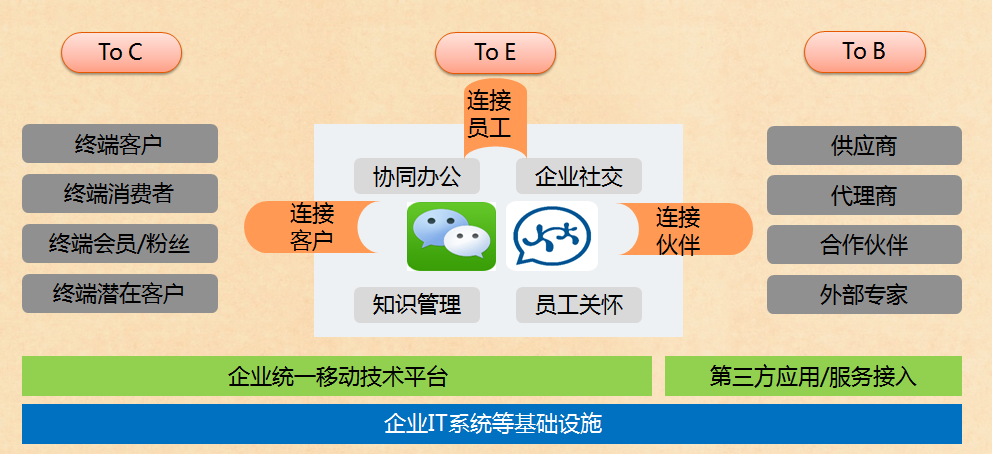 To C
To E
To B
连接
员工
终端客户
终端消费者
终端会员/粉丝
终端潜在客户
协同办公
企业社交
连接
客户
连接
伙伴
知识管理
员工关怀
供应商
代理商
合作伙伴
外部专家
企业统一移动技术平台
第三方应用/服务接入
企业IT系统等基础设施